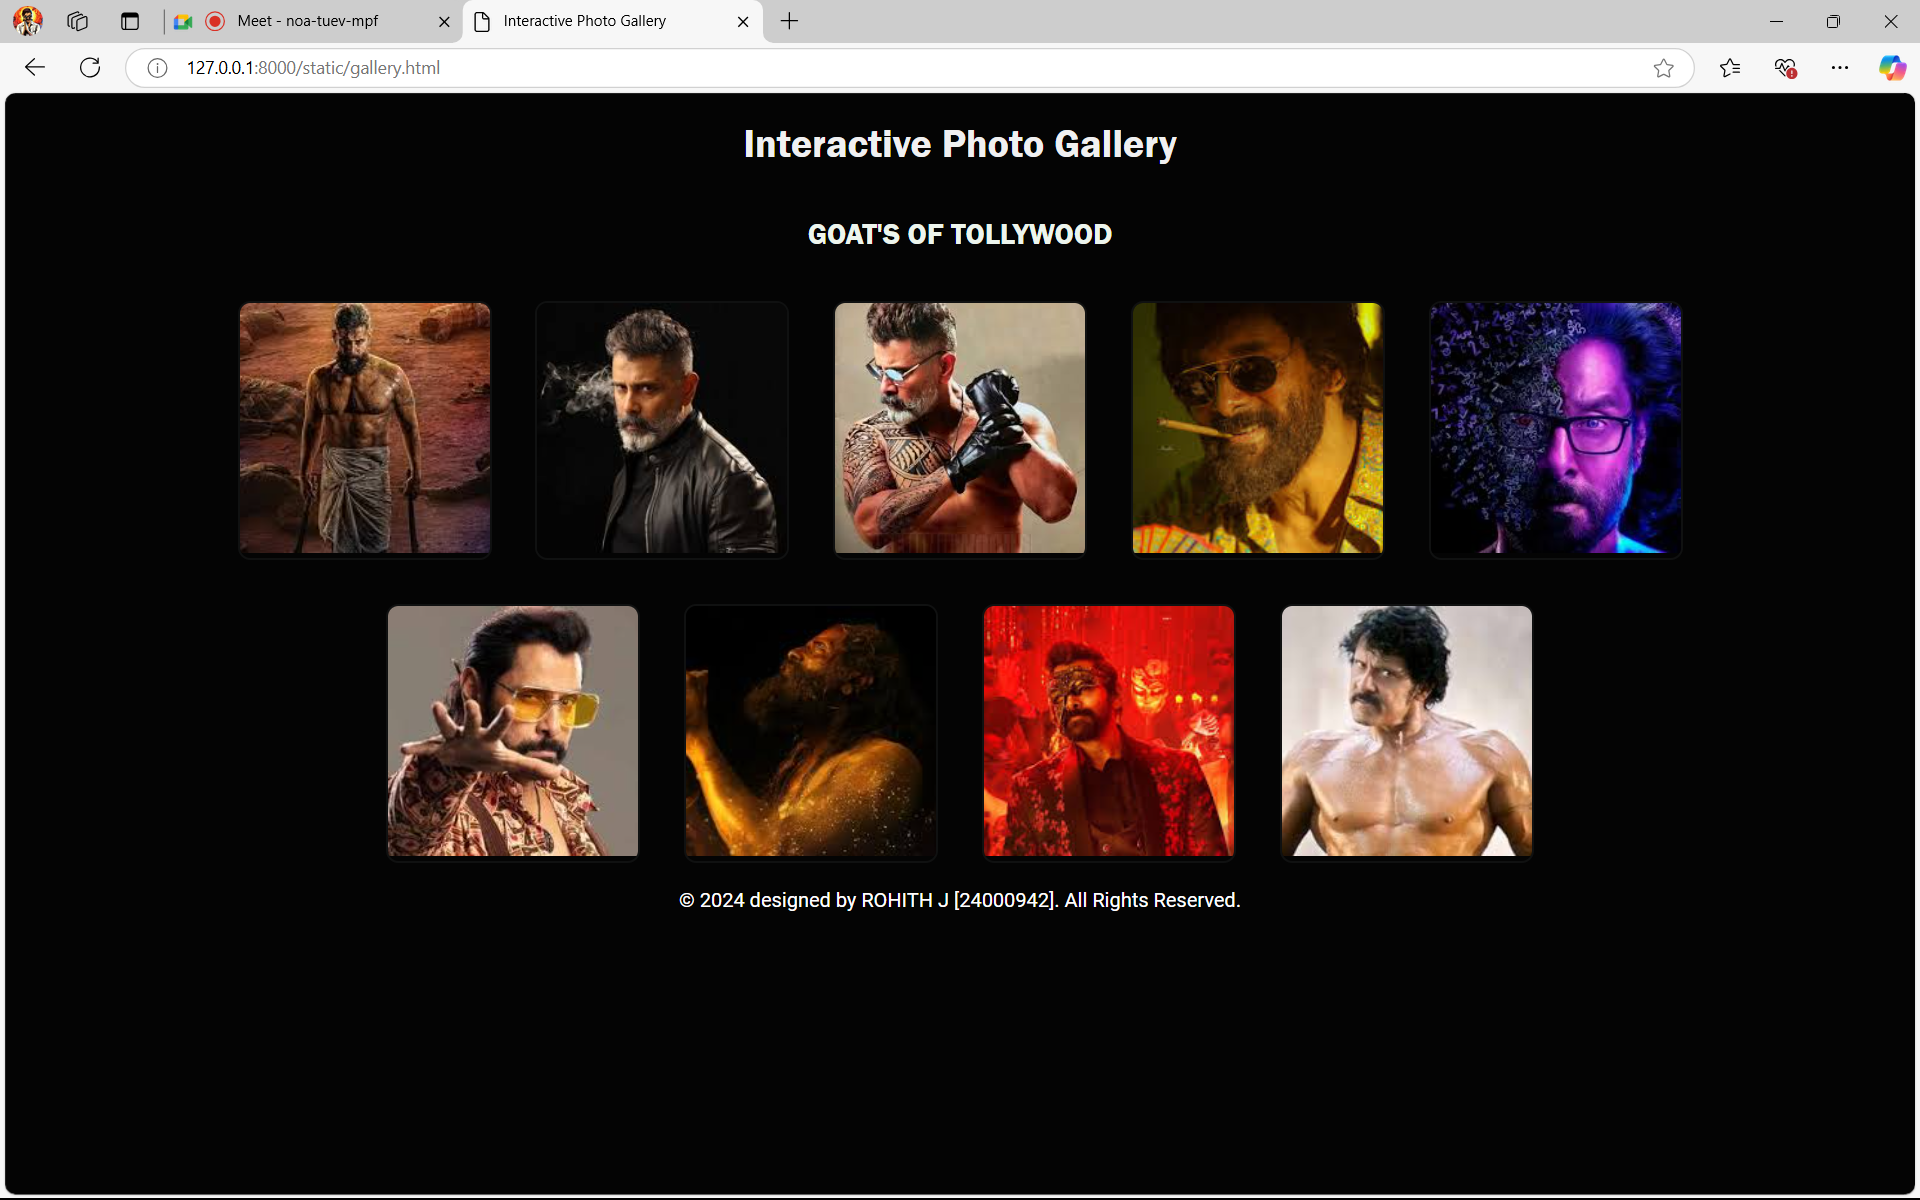 Meet - noa-tuev-mpf
Interactive Photo Gallery
127.0.0.1:8000/static/gallery.html
Interactive Photo Gallery
GOAT'S OF TOLLYWOOD
© 2024 designed by ROHITH J [24000942]. All Rights Reserved.